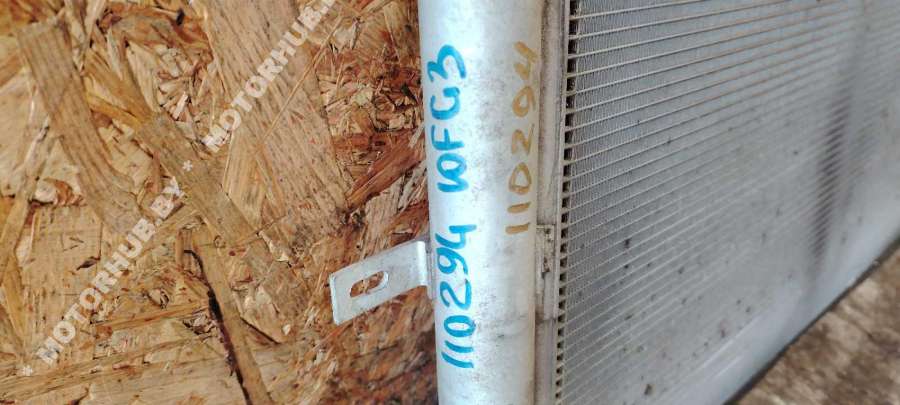 110294 WFG3
110294
* MOTORHUB.BY * MOTORHUB